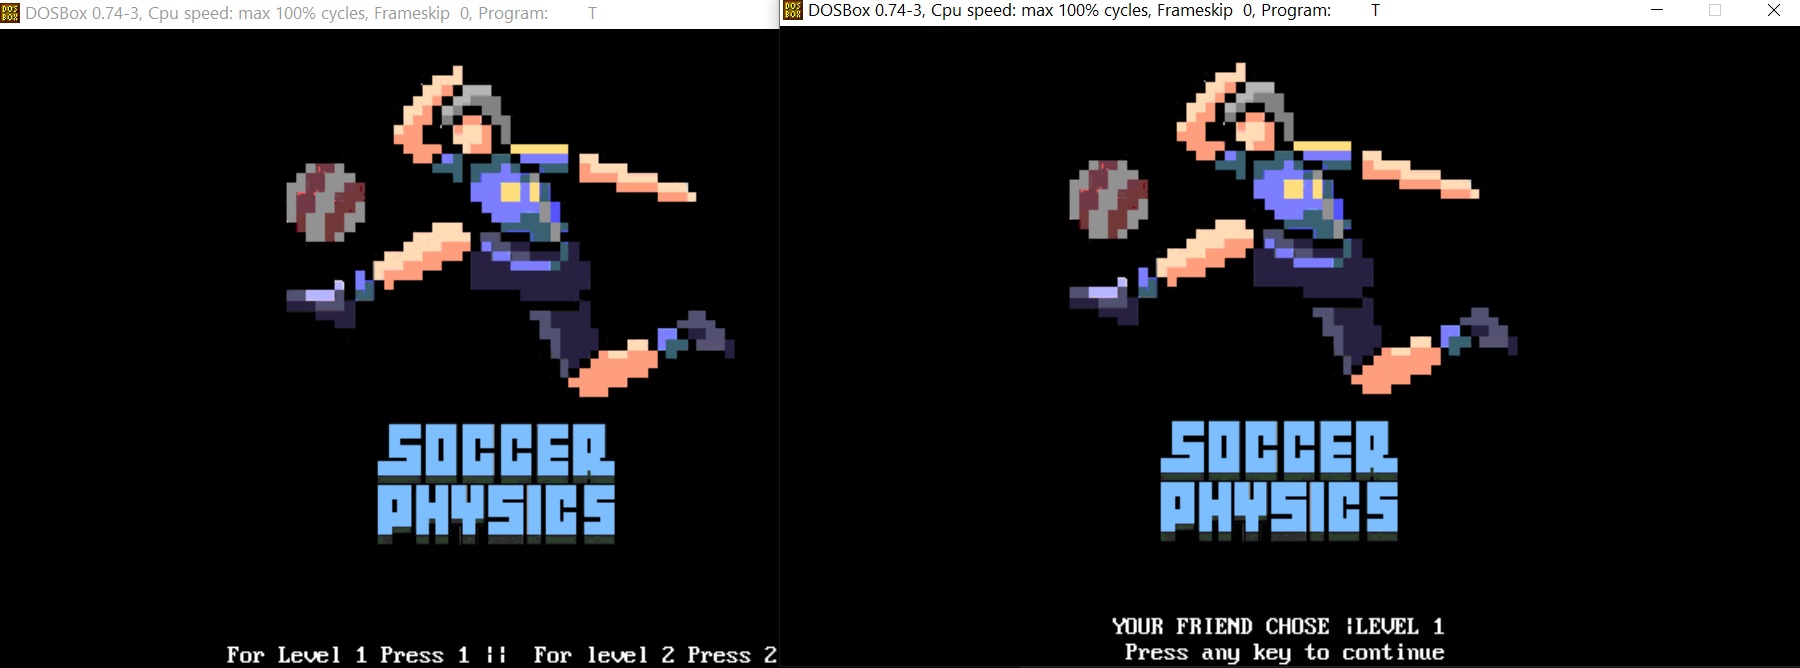 DOSBox 0.74-3, Cpu speed: max 100% cycles, Frameskip 0, Program: T
SOCCER
PHYSICS
For Level 1 Press 1 || For level 2 Press 2
DOSBox 0.74-3, Cpu speed: max 100% cycles, Frameskip 0, Program: T
SOCCER
PHYSICS
YOUR FRIEND CHOSE |LEVEL 1
Press any key to continue